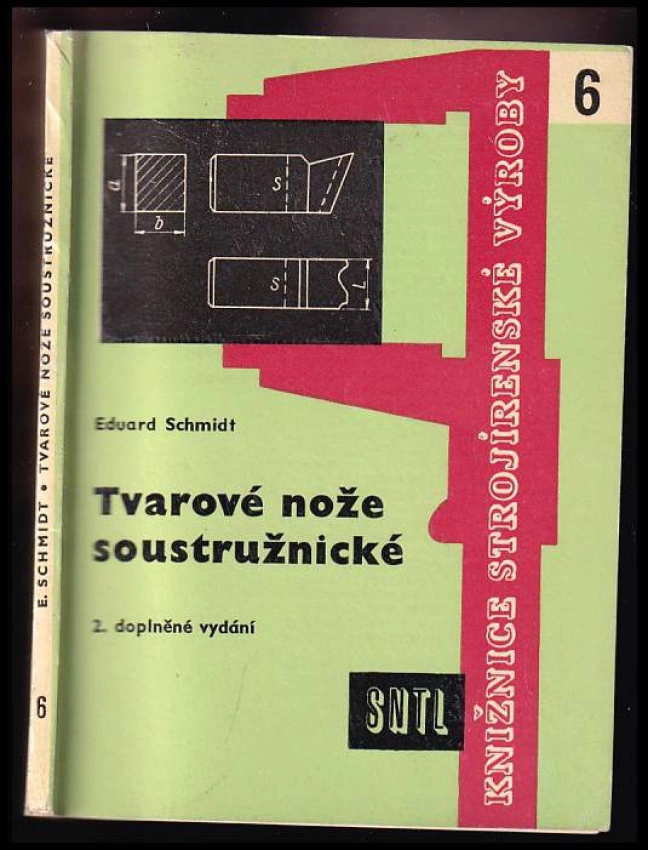 6
KNIŽNICE STROJÍRENSKÉ VÝROBY
a
b
S
S
L
Eduard Schmidt
Tvarové nože
soustružnické
2. doplněné vydání
SNTL
E. SCHMIDT • TVAROVÉ NOŽE SOUSTRUŽNICKÉ
6